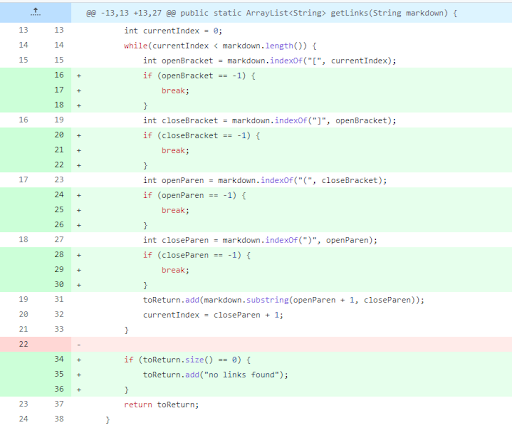 @@ -13,13 +13,27 @@ public static ArrayList<String> getLinks(String markdown) {
13 13 int currentIndex = 0;
14 14 while(currentIndex < markdown.length()) {
15 15 int openBracket = markdown.indexOf("[", currentIndex);
16 + if (openBracket == -1) {
17 + break;
18 + }
16 19 int closeBracket = markdown.indexOf("]", openBracket);
20 + if (closeBracket == -1) {
21 + break;
22 + }
17 23 int openParen = markdown.indexOf("(", closeBracket);
24 + if (openParen == -1) {
25 + break;
26 + }
18 27 int closeParen = markdown.indexOf(")", openParen);
28 + if (closeParen == -1) {
29 + break;
30 + }
19 31 toReturn.add(markdown.substring(openParen + 1, closeParen));
20 32 currentIndex = closeParen + 1;
21 33 }
22 -
34 + if (toReturn.size() == 0) {
35 + toReturn.add("no links found");
36 + }
23 37 return toReturn;
24 38 }